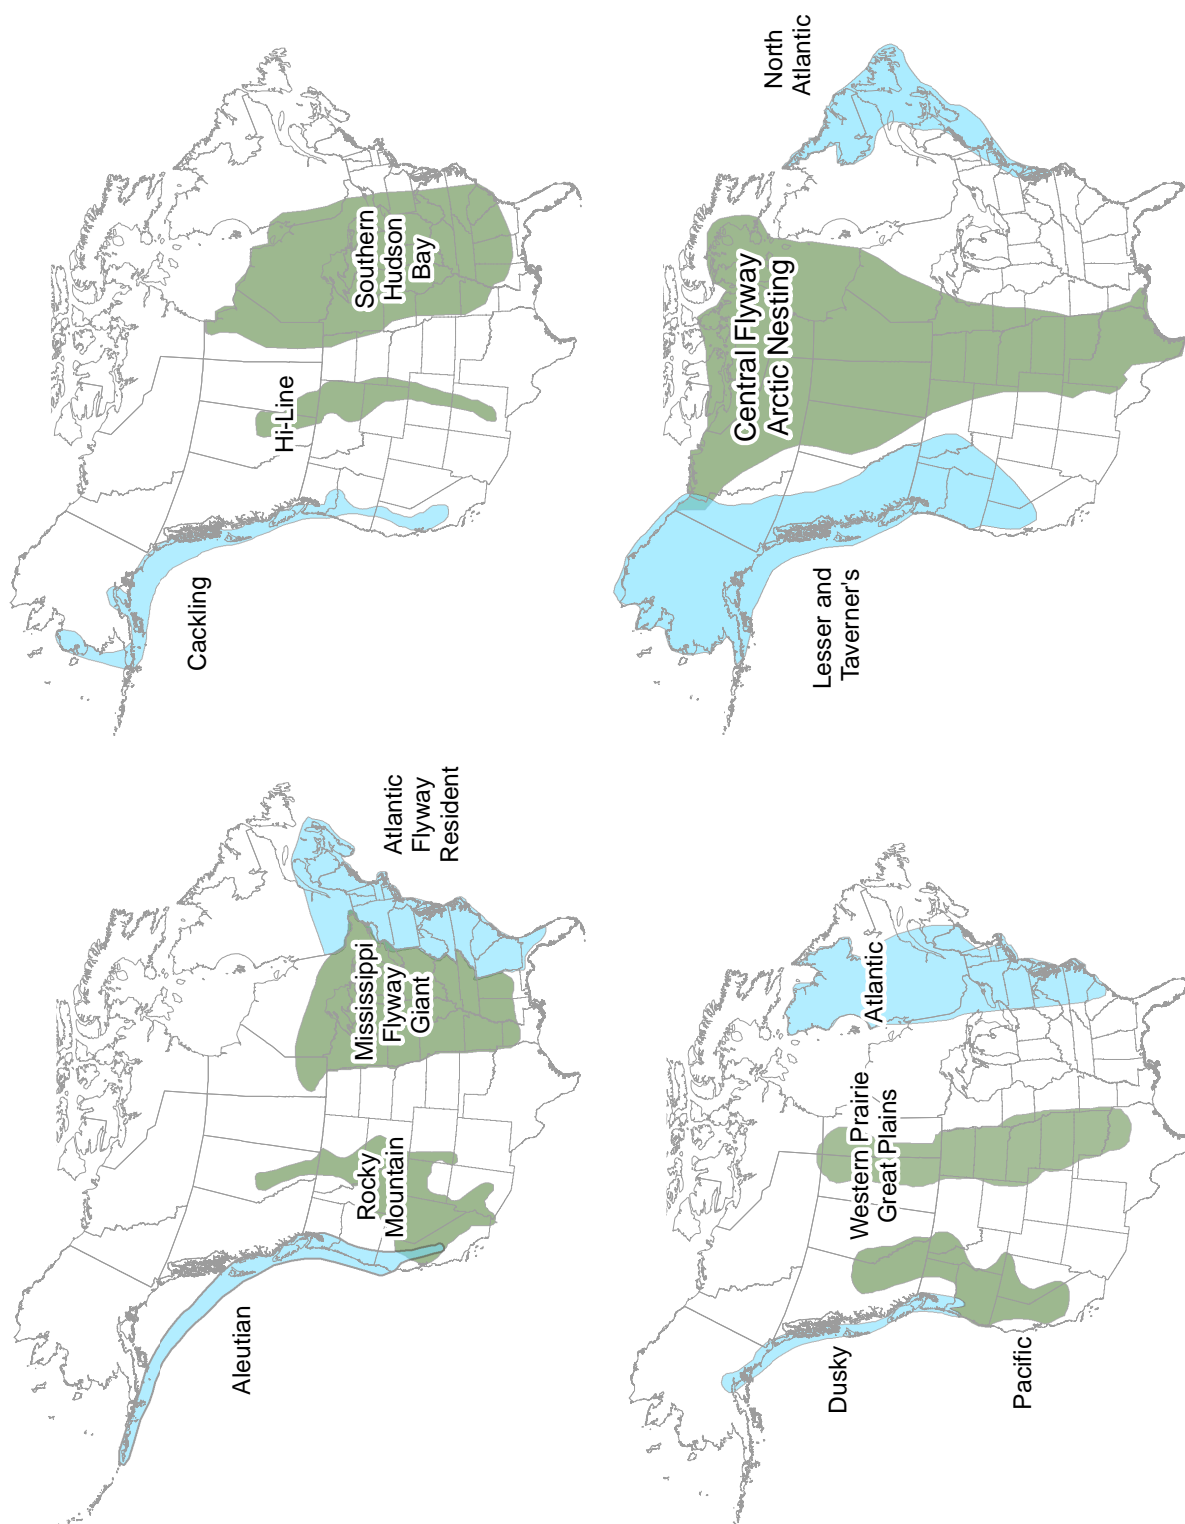 Aleutian
Rocky
Mountain
Mississippi
Flyway
Giant
Atlantic
Flyway
Resident
Cackling
Hi-Line
Southern
Hudson
Bay
Dusky
Pacific
Western Prairie
Great Plains
Atlantic
Lesser and
Taverner's
Central Flyway
Arctic Nesting
North
Atlantic